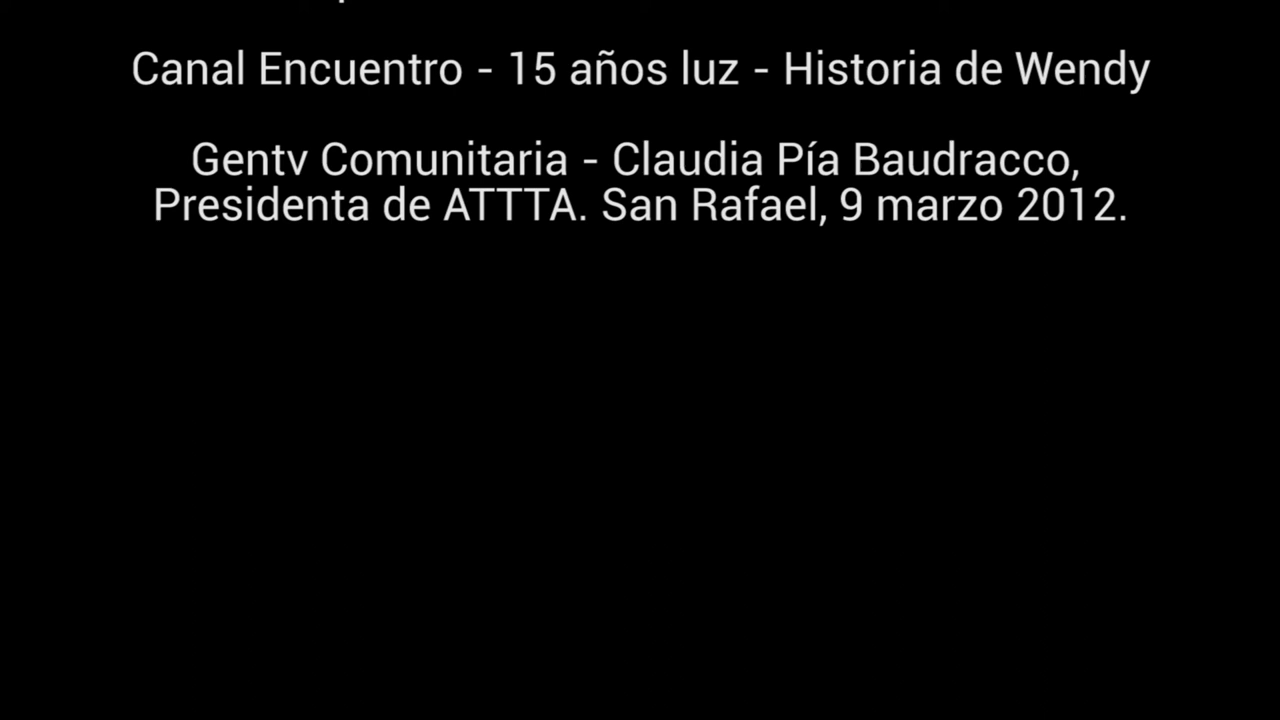 Canal Encuentro - 15 años luz - Historia de Wendy
Gentv Comunitaria - Claudia Pía Baudracco,
Presidenta de ATTTA. San Rafael, 9 marzo 2012.